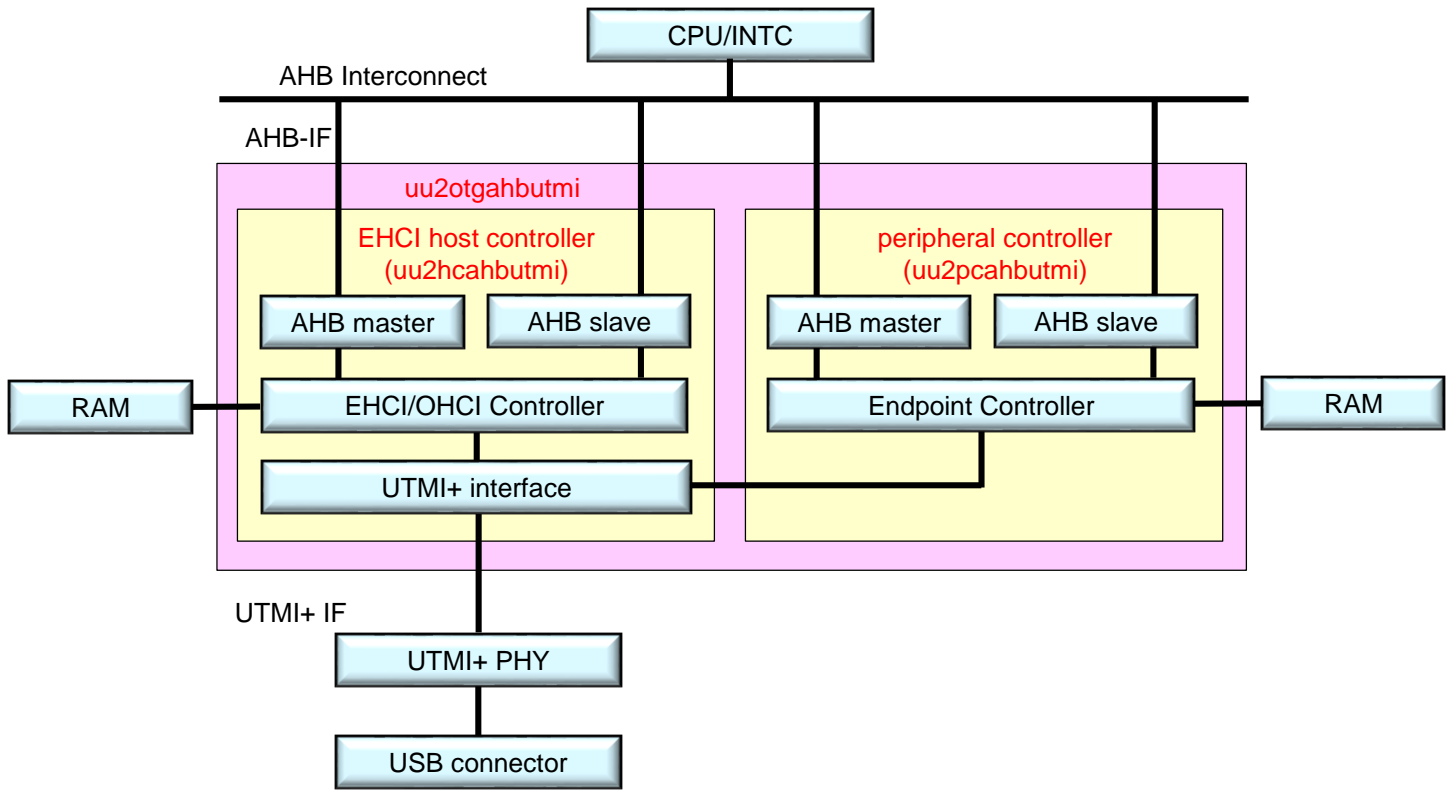 CPU/INTC
AHB Interconnect
AHB-IF
uu2otgahbutmi
EHCI host controller
(uu2hcahbutmi)
peripheral controller
(uu2pcahbutmi)
AHB master
AHB slave
AHB master
AHB slave
RAM
EHCI/OHCI Controller
Endpoint Controller
RAM
UTMI+ interface
UTMI+ IF
UTMI+ PHY
USB connector